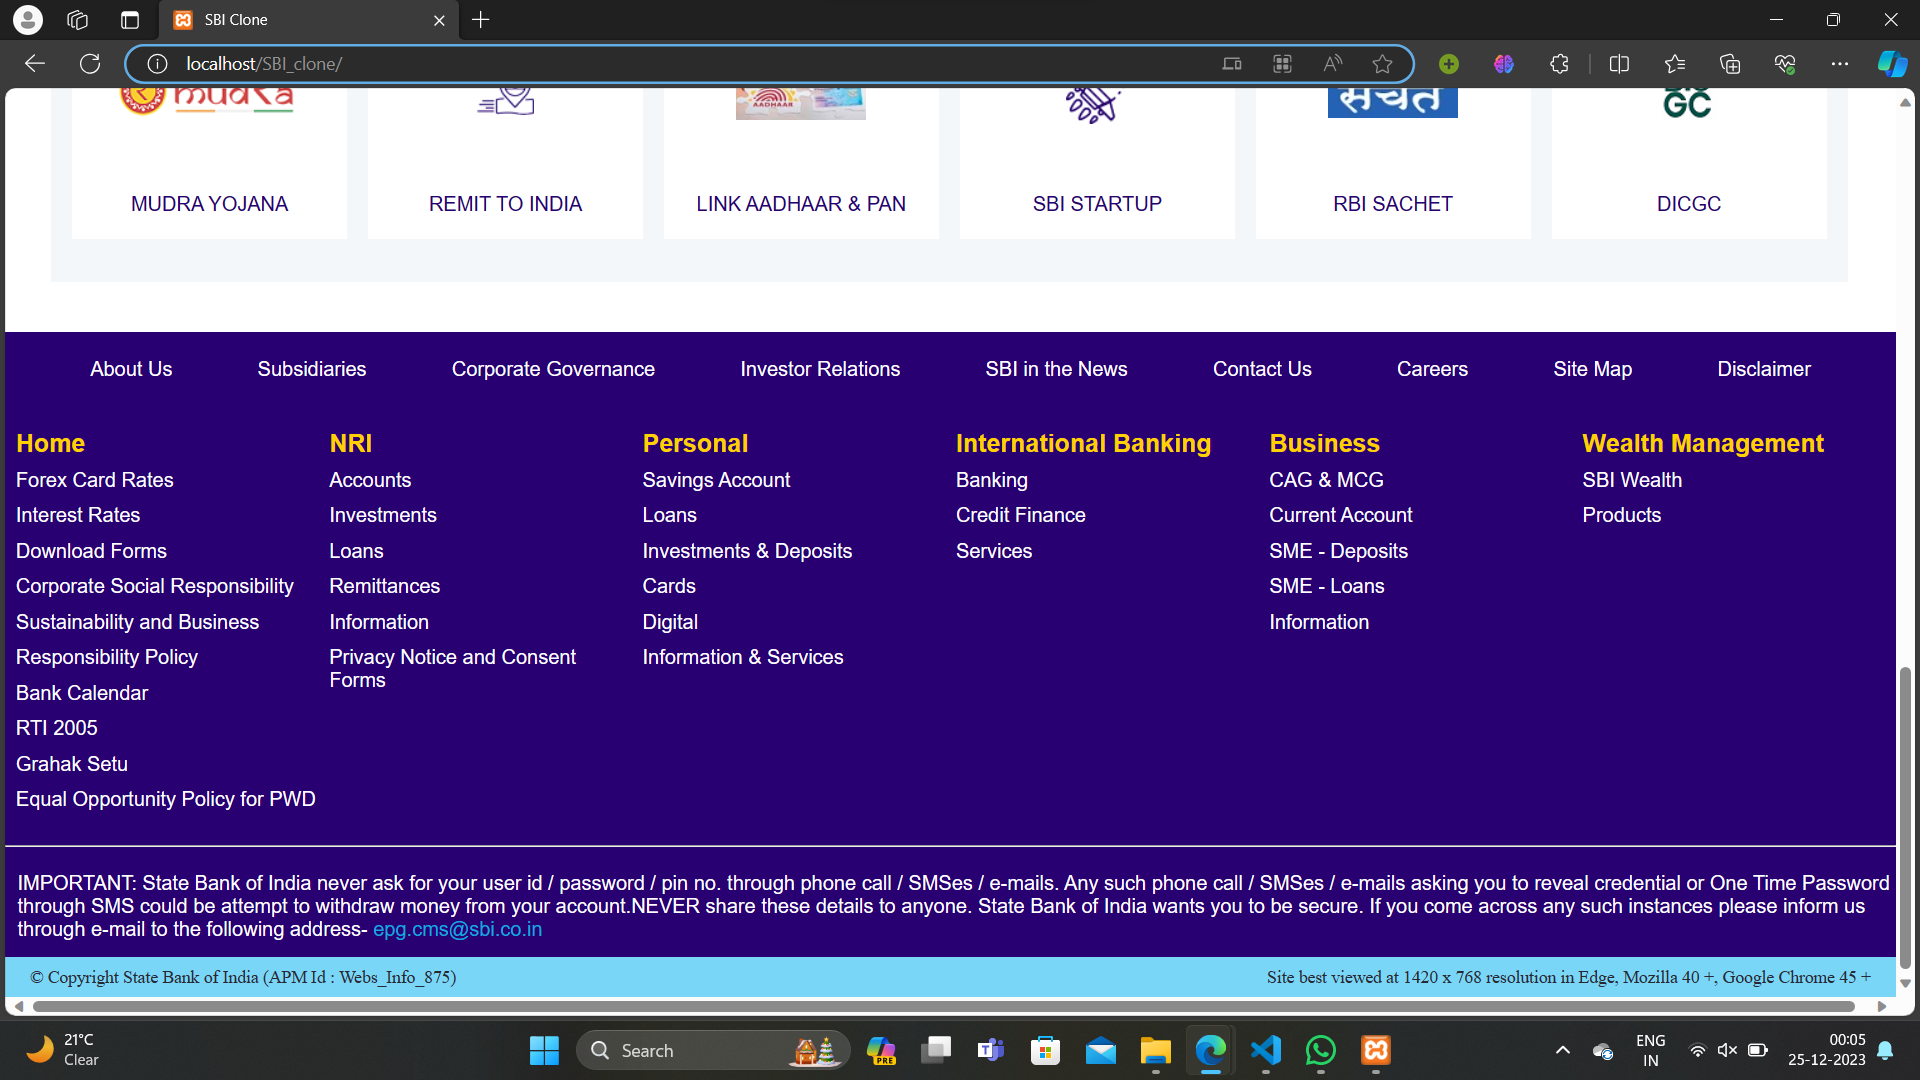 SBI Clone
localhost/SBI_clone/
mudra
AADHAAR
सचेत
GC
MUDRA YOJANA
REMIT TO INDIA
LINK AADHAAR & PAN
SBI STARTUP
RBI SACHET
DICGC
About Us
Subsidiaries
Corporate Governance
Investor Relations
SBI in the News
Contact Us
Careers
Site Map
Disclaimer
Home
Forex Card Rates
Interest Rates
Download Forms
Corporate Social Responsibility
Sustainability and Business
Responsibility Policy
Bank Calendar
RTI 2005
Grahak Setu
Equal Opportunity Policy for PWD
NRI
Accounts
Investments
Loans
Remittances
Information
Privacy Notice and Consent
Forms
Personal
Savings Account
Loans
Investments & Deposits
Cards
Digital
Information & Services
International Banking
Banking
Credit Finance
Services
Business
CAG & MCG
Current Account
SME - Deposits
SME - Loans
Information
Wealth Management
SBI Wealth
Products
IMPORTANT: State Bank of India never ask for your user id / password / pin no. through phone call / SMSes / e-mails. Any such phone call / SMSes / e-mails asking you to reveal credential or One Time Password
through SMS could be attempt to withdraw money from your account.NEVER share these details to anyone. State Bank of India wants you to be secure. If you come across any such instances please inform us
through e-mail to the following address- epg.cms@sbi.co.in
© Copyright State Bank of India (APM Id : Webs_Info_875)
Site best viewed at 1420 x 768 resolution in Edge, Mozilla 40 +, Google Chrome 45 +
21°C
Clear
Search
PRE
ENG
IN
00:05
25-12-2023